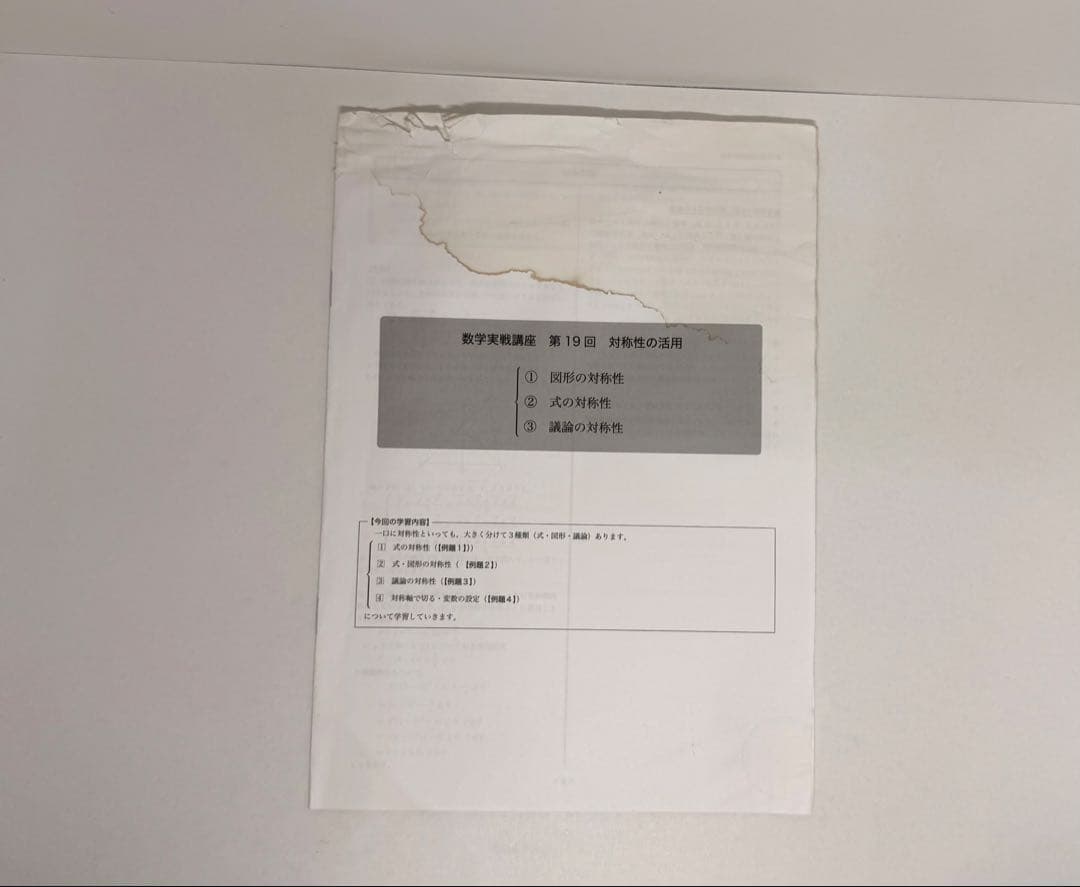 数学実戦講座 第19回 対称性の活用
① 図形の対称性
② 式の対称性
③ 議論の対称性
【今回の学習内容】
一口に対称性といっても、大きく分けて3種類（式・図形・議論）あります。
1 式の対称性（【例題1】））
2 式・図形の対称性（ 【例題2】）
3 議論の対称性（【例題3】）
4 対称軸で切る・変数の設定（【例題4】）
について学習していきます。